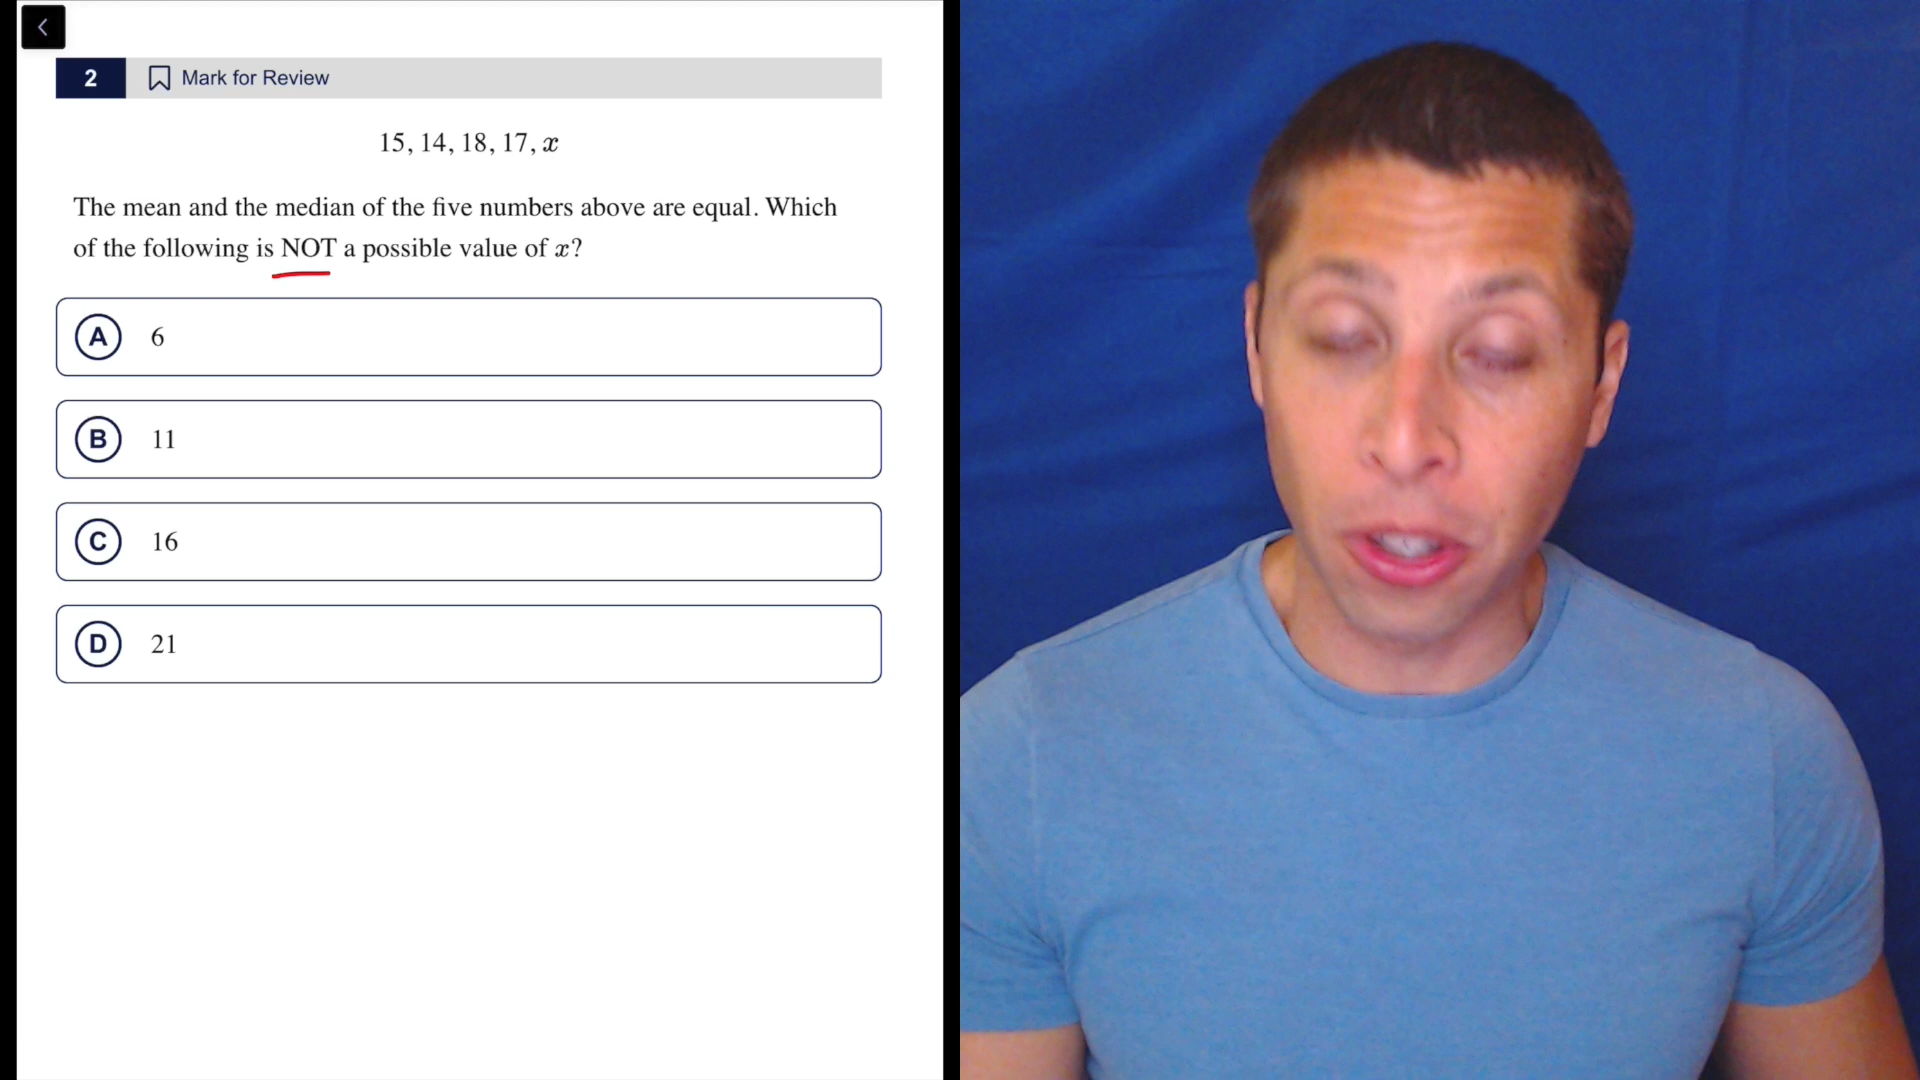 2 Mark for Review
15, 14, 18, 17, x
The mean and the median of the five numbers above are equal. Which
of the following is NOT a possible value of x?
A 6
B 11
C 16
D 21